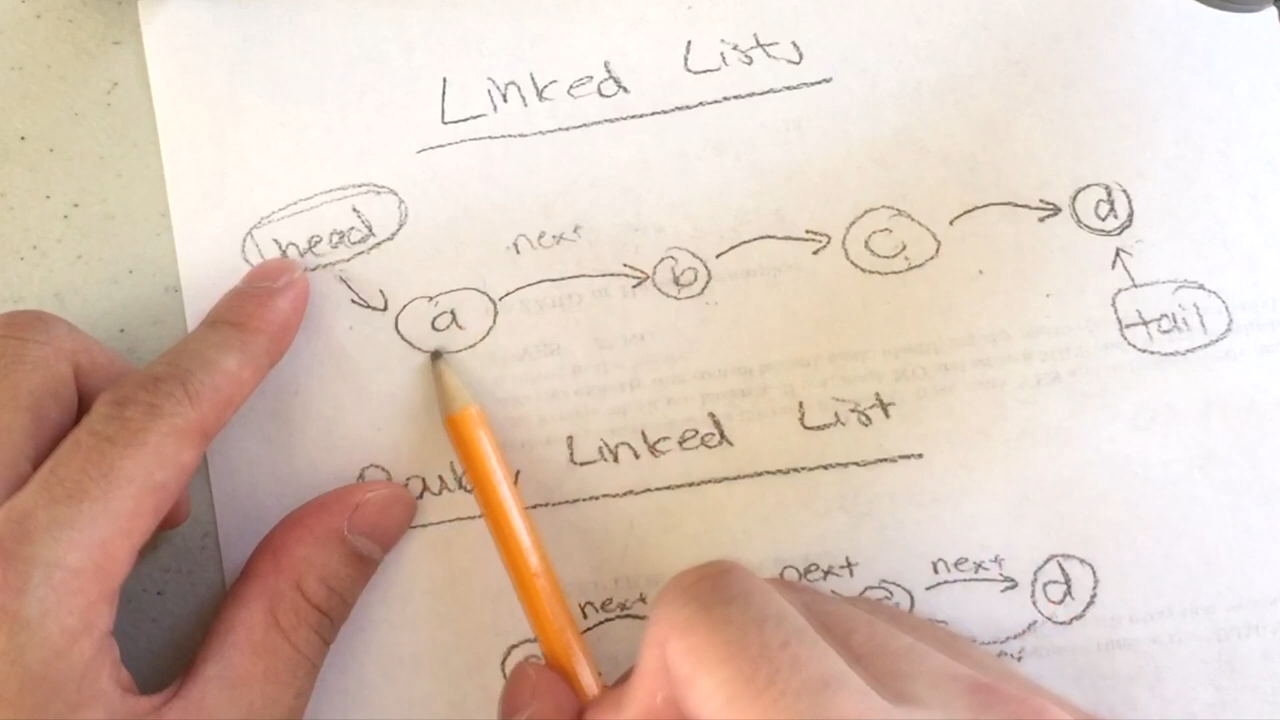 Linked Lists
head
next
a
b
c
d
tail
Linked List
next
next
next
d